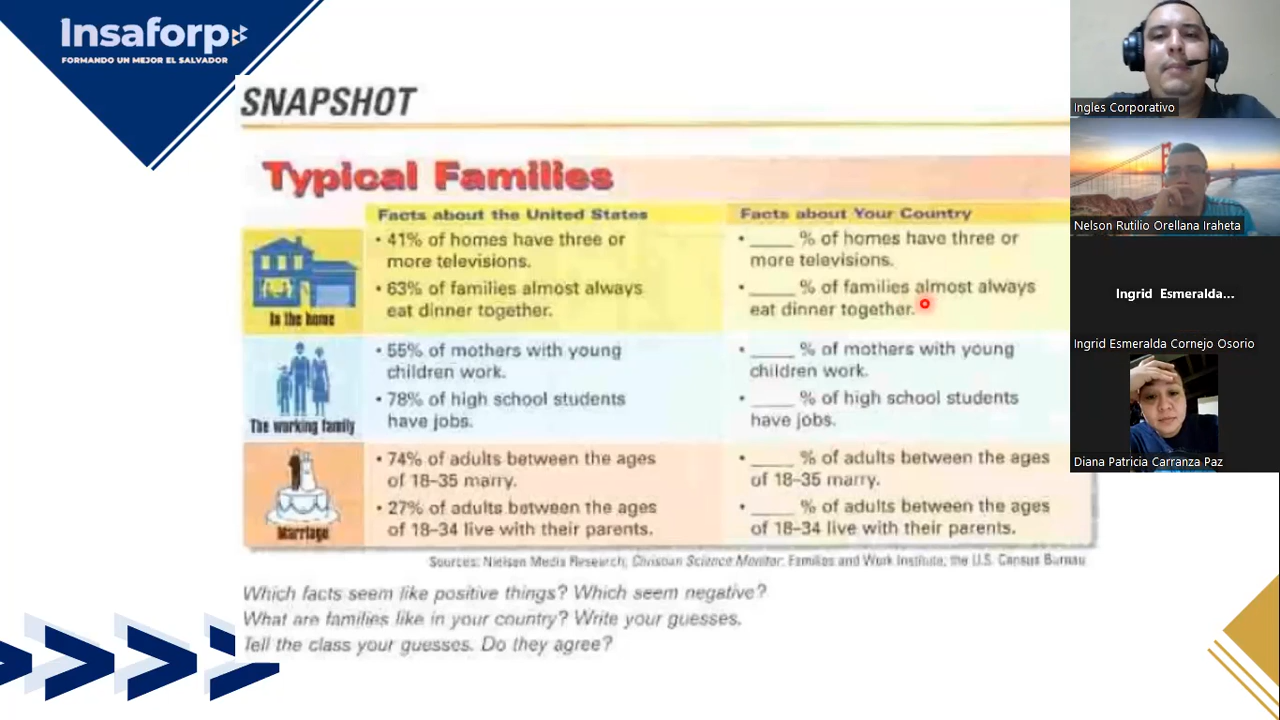 Insaforp
FORMANDO UN MEJOR EL SALVADOR
SNAPSHOT
Typical Families
Facts about the United States
In the home
• 41% of homes have three or
more televisions.
• 63% of families almost always
eat dinner together.
The working family
• 55% of mothers with young
children work.
• 78% of high school students
have jobs.
Marriage
• 74% of adults between the ages
of 18–35 marry.
• 27% of adults between the ages
of 18–34 live with their parents.
Facts about Your Country
• ____ % of homes have three or
more televisions.
• ____ % of families almost always
eat dinner together.
• ____ % of mothers with young
children work.
• ____ % of high school students
have jobs.
• ____ % of adults between the ages
of 18–35 marry.
• ____ % of adults between the ages
of 18–34 live with their parents.
Sources: Nielsen Media Research; Christian Science Monitor; Families and Work Institute; the U.S. Census Bureau
Which facts seem like positive things? Which seem negative?
What are families like in your country? Write your guesses.
Tell the class your guesses. Do they agree?
Ingles Corporativo
Nelson Rutilio Orellana Iraheta
Ingrid Esmeralda...
Ingrid Esmeralda Cornejo Osorio
Diana Patricia Carranza Paz